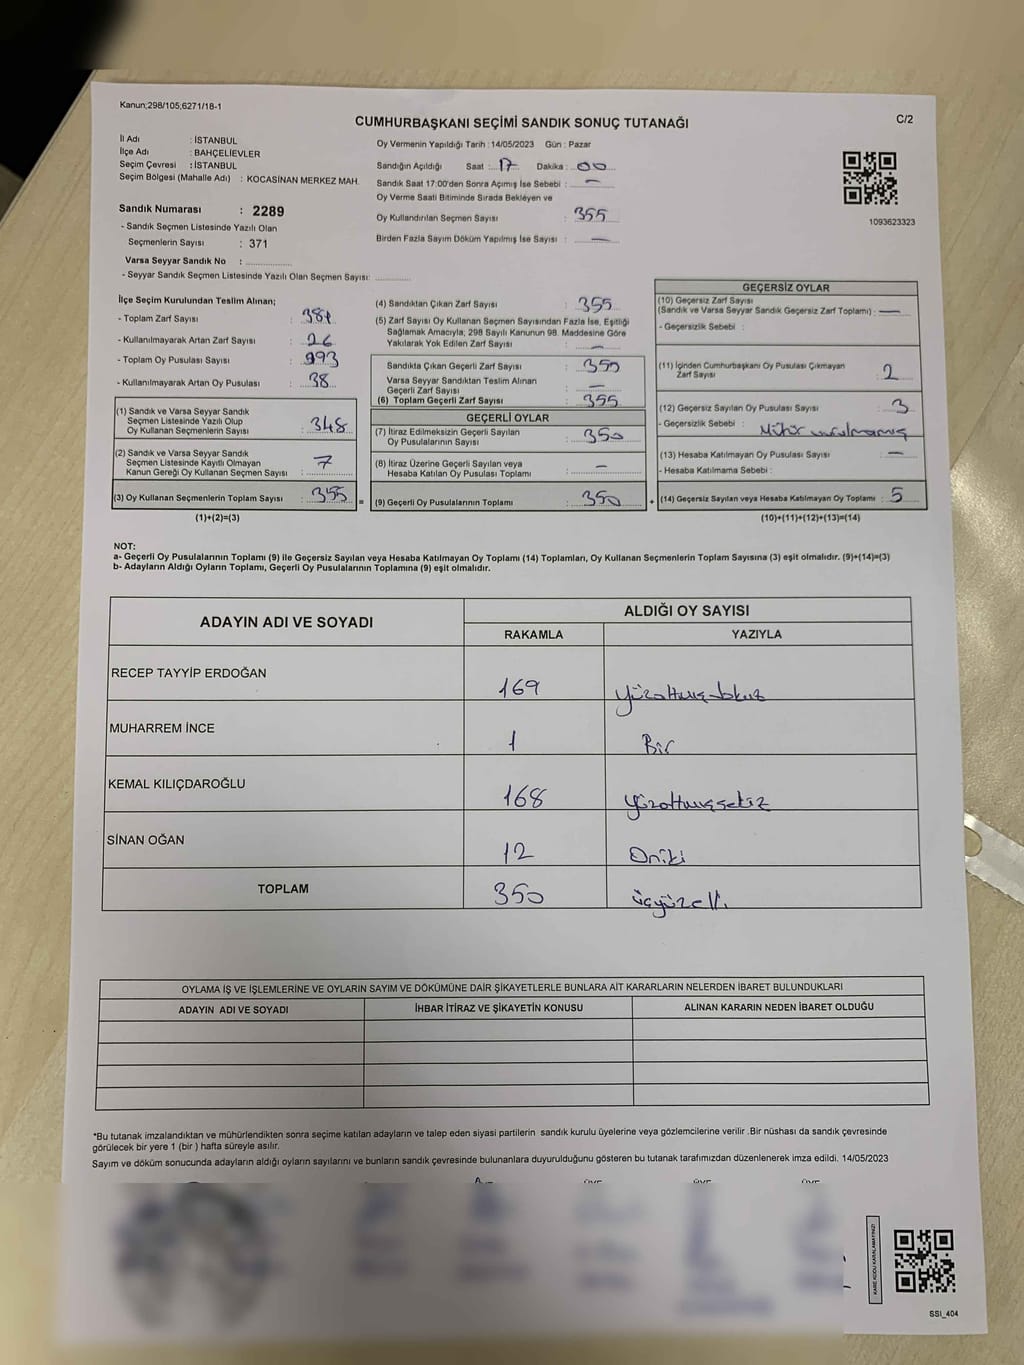 Kanun;298/105;6271/18-1
CUMHURBAŞKANI SEÇİMİ SANDIK SONUÇ TUTANAĞI
C/2
İl Adı : İSTANBUL
İlçe Adı : BAHÇELİEVLER
Seçim Çevresi : İSTANBUL
Seçim Bölgesi (Mahalle Adı) : KOCASİNAN MERKEZ MAH.
Sandık Numarası : 2289
- Sandık Seçmen Listesinde Yazılı Olan
Seçmenlerin Sayısı : 371
Varsa Seyyar Sandık No :
- Seyyar Sandık Seçmen Listesinde Yazılı Olan Seçmen Sayısı:
Oy Vermenin Yapıldığı Tarih : 14/05/2023 Gün : Pazar
Sandığın Açıldığı Saat : 17 Dakika : 00
Sandık Saat 17:00'den Sonra Açımış İse Sebebi : —
Oy Verme Saati Bitiminde Sırada Bekleyen ve
Oy Kullandırılan Seçmen Sayısı : 355
Birden Fazla Sayım Döküm Yapılmış İse Sayısı : —
1093623323
İlçe Seçim Kurulundan Teslim Alınan;
- Toplam Zarf Sayısı : 381
- Kullanılmayarak Artan Zarf Sayısı : 26
- Toplam Oy Pusulası Sayısı : 393
- Kullanılmayarak Artan Oy Pusulası : 38
(1) Sandık ve Varsa Seyyar Sandık
Seçmen Listesinde Yazılı Olup
Oy Kullanan Seçmenlerin Sayısı : 348
(2) Sandık ve Varsa Seyyar Sandık
Seçmen Listesinde Kayıtlı Olmayan
Kanun Gereği Oy Kullanan Seçmen Sayısı : 7
(3) Oy Kullanan Seçmenlerin Toplam Sayısı : 355
(1)+(2)=(3)
(4) Sandıktan Çıkan Zarf Sayısı : 355
(5) Zarf Sayısı Oy Kullanan Seçmen Sayısından Fazla İse, Eşitliği
Sağlamak Amacıyla, 298 Sayılı Kanunun 98. Maddesine Göre
Yakılarak Yok Edilen Zarf Sayısı : —
Sandıkta Çıkan Geçerli Zarf Sayısı : 350
Varsa Seyyar Sandıktan Teslim Alınan
Geçerli Zarf Sayısı : —
(6) Toplam Geçerli Zarf Sayısı : 355
GEÇERLİ OYLAR
(7) İtiraz Edilmeksizin Geçerli Sayılan
Oy Pusulalarının Sayısı : 350
(8) İtiraz Üzerine Geçerli Sayılan veya
Hesaba Katılan Oy Pusulası Toplamı : —
= (9) Geçerli Oy Pusulalarının Toplamı : 350
GEÇERSİZ OYLAR
(10) Geçersiz Zarf Sayısı
(Sandık ve Varsa Seyyar Sandık Geçersiz Zarf Toplamı) : —
- Geçersizlik Sebebi :
(11) İçinden Cumhurbaşkanı Oy Pusulası Çıkmayan
Zarf Sayısı : 2
(12) Geçersiz Sayılan Oy Pusulası Sayısı : 3
- Geçersizlik Sebebi : Mühür vurulmamış
(13) Hesaba Katılmayan Oy Pusulası Sayısı : —
- Hesaba Katılmama Sebebi :
+ (14) Geçersiz Sayılan veya Hesaba Katılmayan Oy Toplamı : 5
(10)+(11)+(12)+(13)=(14)
NOT:
a- Geçerli Oy Pusulalarının Toplamı (9) ile Geçersiz Sayılan veya Hesaba Katılmayan Oy Toplamı (14) Toplamları, Oy Kullanan Seçmenlerin Toplam Sayısına (3) eşit olmalıdır. (9)+(14)=(3)
b- Adayların Aldığı Oyların Toplamı, Geçerli Oy Pusulalarının Toplamına (9) eşit olmalıdır.
ADAYIN ADI VE SOYADI
ALDIĞI OY SAYISI
RAKAMLA YAZIYLA
RECEP TAYYİP ERDOĞAN 169 Yüzaltmışdokuz
MUHARREM İNCE 1 Bir
KEMAL KILIÇDAROĞLU 168 Yüzaltmışsekiz
SİNAN OĞAN 12 Oniki
TOPLAM 350 üçyüzelli
OYLAMA İŞ VE İŞLEMLERİNE VE OYLARIN SAYIM VE DÖKÜMÜNE DAİR ŞİKAYETLERLE BUNLARA AİT KARARLARIN NELERDEN İBARET BULUNDUKLARI
ADAYIN ADI VE SOYADI İHBAR İTİRAZ VE ŞİKAYETİN KONUSU ALINAN KARARIN NEDEN İBARET OLDUĞU
*Bu tutanak imzalandıktan ve mühürlendikten sonra seçime katılan adayların ve talep eden siyasi partilerin sandık kurulu üyelerine veya gözlemcilerine verilir .Bir nüshası da sandık çevresinde
görülecek bir yere 1 (bir ) hafta süreyle asılır.
Sayım ve döküm sonucunda adayların aldığı oyların sayılarını ve bunların sandık çevresinde bulunanlara duyurulduğunu gösteren bu tutanak tarafımızdan düzenlenerek imza edildi. 14/05/2023
KARE KODU KARALAMAYINIZ!
SSİ_404